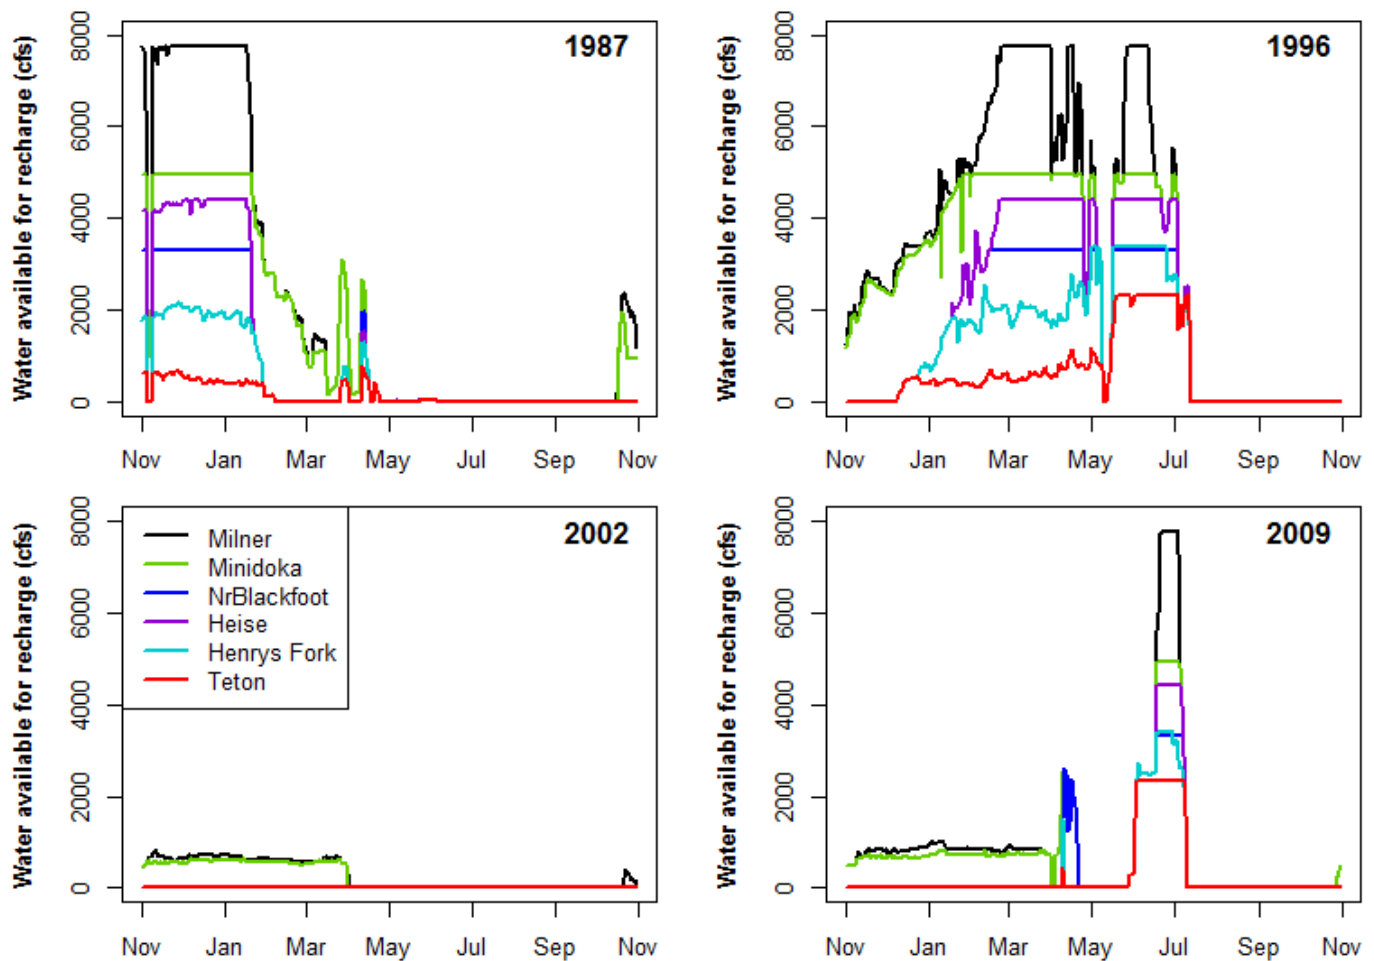 1987
Water available for recharge (cfs)
0 2000 4000 6000 8000
Nov Jan Mar May Jul Sep Nov
1996
Water available for recharge (cfs)
0 2000 4000 6000 8000
Nov Jan Mar May Jul Sep Nov
2002
Water available for recharge (cfs)
0 2000 4000 6000 8000
Milner
Minidoka
NrBlackfoot
Heise
Henrys Fork
Teton
Nov Jan Mar May Jul Sep Nov
2009
Water available for recharge (cfs)
0 2000 4000 6000 8000
Nov Jan Mar May Jul Sep Nov